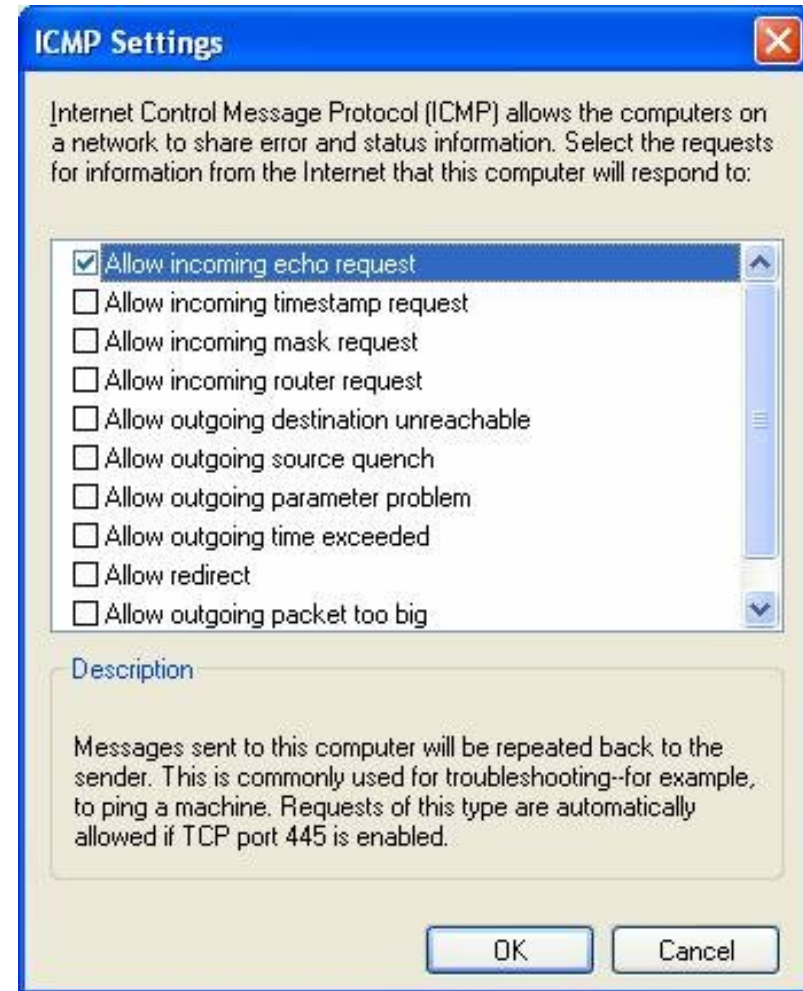 ICMP Settings
Internet Control Message Protocol (ICMP) allows the computers on
a network to share error and status information. Select the requests
for information from the Internet that this computer will respond to:
Allow incoming echo request
Allow incoming timestamp request
Allow incoming mask request
Allow incoming router request
Allow outgoing destination unreachable
Allow outgoing source quench
Allow outgoing parameter problem
Allow outgoing time exceeded
Allow redirect
Allow outgoing packet too big
Description
Messages sent to this computer will be repeated back to the
sender. This is commonly used for troubleshooting--for example,
to ping a machine. Requests of this type are automatically
allowed if TCP port 445 is enabled.
OK
Cancel